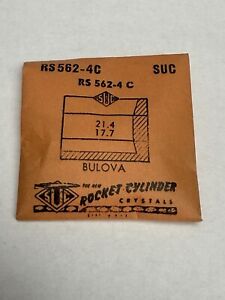 RS 562-4C SUC
RS 562-4 C
21.4
17.7
BULOVA
THE NEW
ROCKET CYLINDER
CRYSTALS